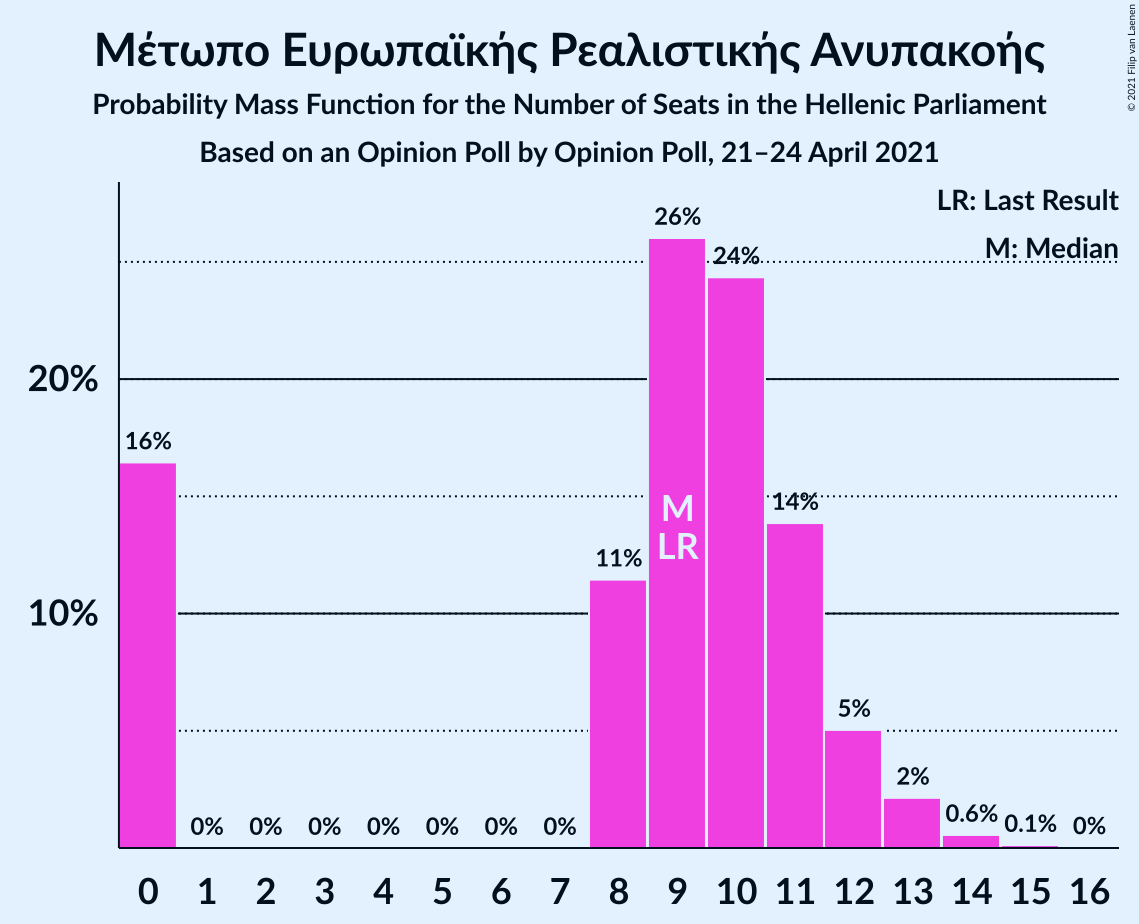 Μέτωπο Ευρωπαϊκής Ρεαλιστικής Ανυπακοής
Probability Mass Function for the Number of Seats in the Hellenic Parliament
Based on an Opinion Poll by Opinion Poll, 21–24 April 2021
© 2021 Filip van Laenen
LR: Last Result
M: Median
20%
10%
16%
0%
0%
0%
0%
0%
0%
0%
11%
26%
24%
14%
5%
2%
0.6%
0.1%
0%
M
LR
0 1 2 3 4 5 6 7 8 9 10 11 12 13 14 15 16